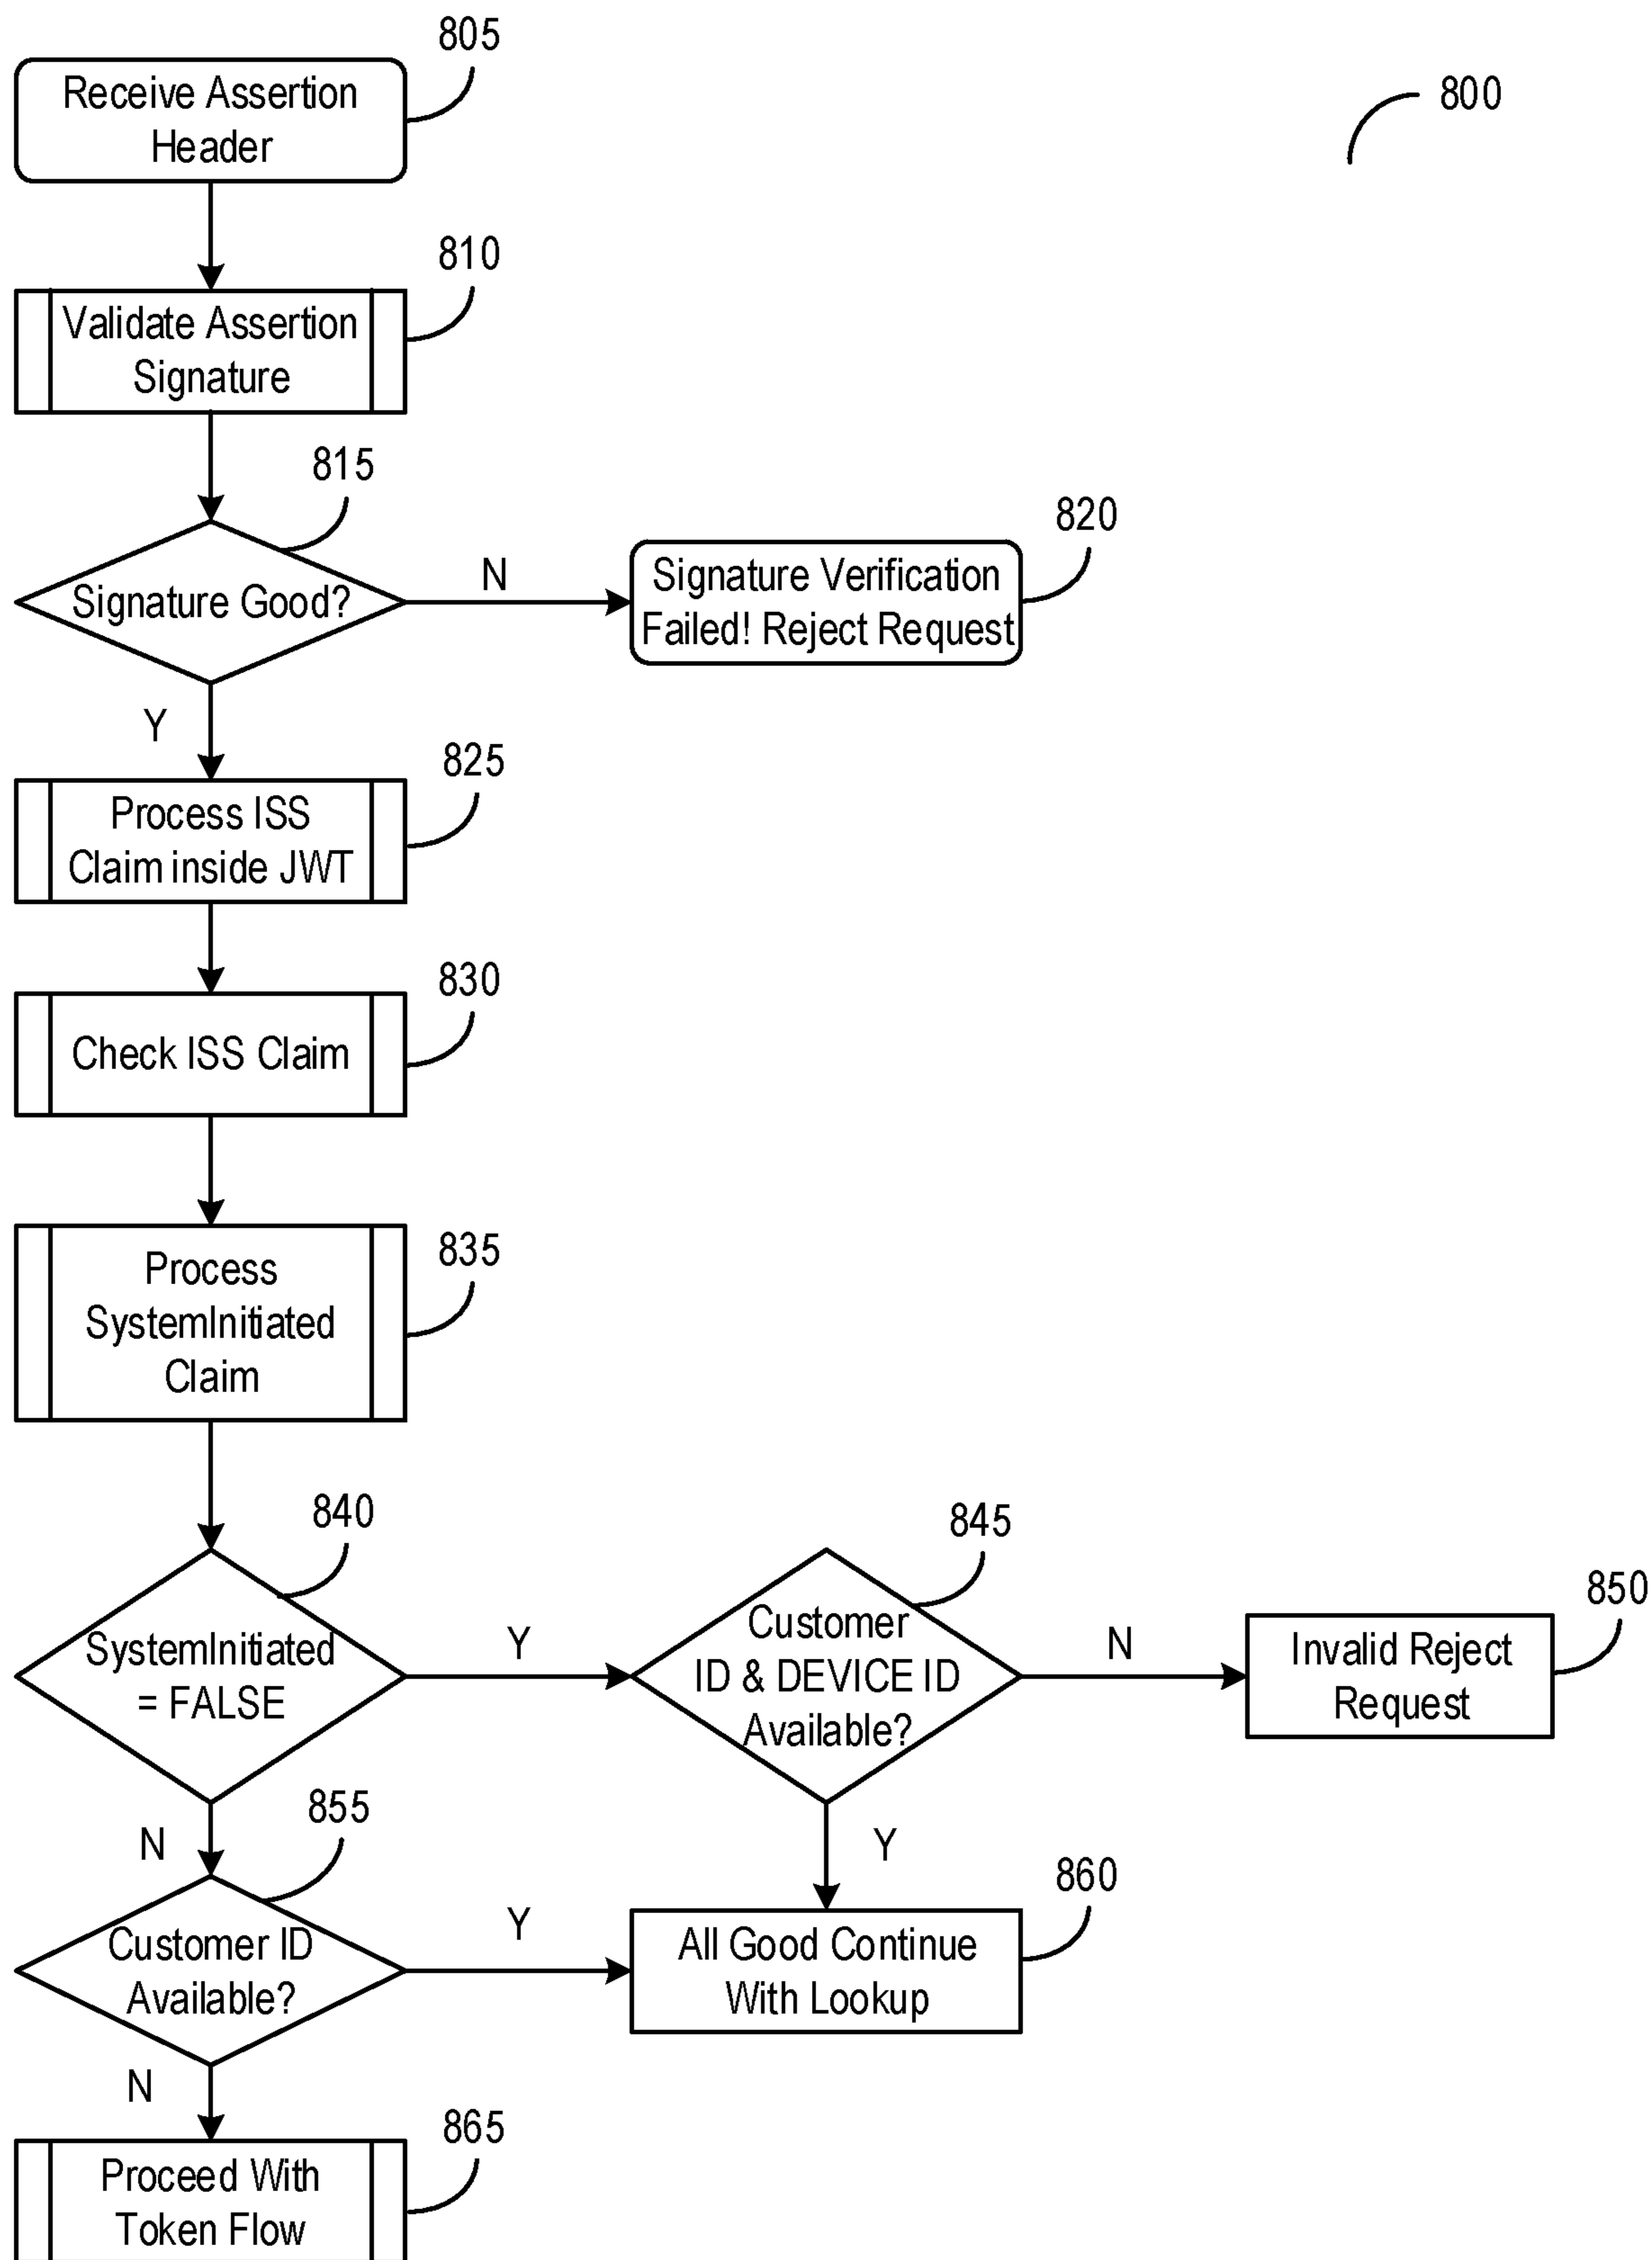 805
Receive Assertion
Header
800
810
Validate Assertion
Signature
815
Signature Good?
N
820
Signature Verification
Failed! Reject Request
Y
825
Process ISS
Claim inside JWT
830
Check ISS Claim
835
Process
SystemInitiated
Claim
840
SystemInitiated
= FALSE
Y
845
Customer
ID & DEVICE ID
Available?
N
850
Invalid Reject
Request
N
855
Customer ID
Available?
Y
Y
860
All Good Continue
With Lookup
N
865
Proceed With
Token Flow